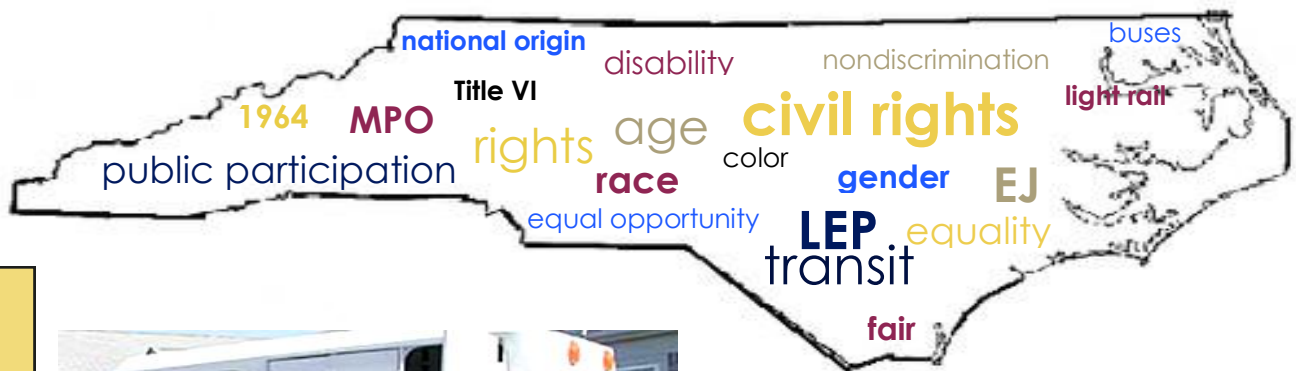 buses
national origin
disability
nondiscrimination
Title VI
light rail
1964
MPO
civil rights
rights
age
color
public participation
race
gender
EJ
equal opportunity
LEP
equality
transit
fair